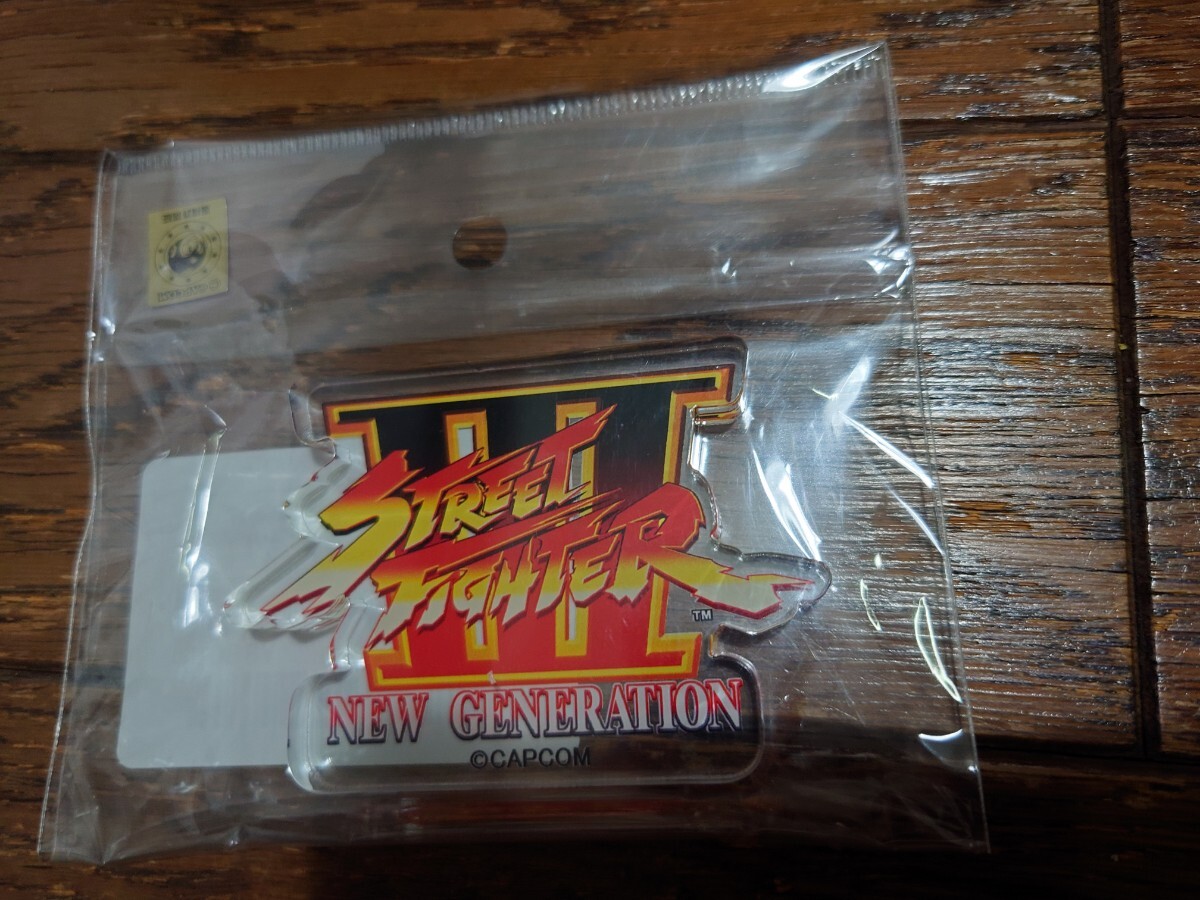 III
STREET
FIGHTER
TM
NEW GENERATION
©CAPCOM